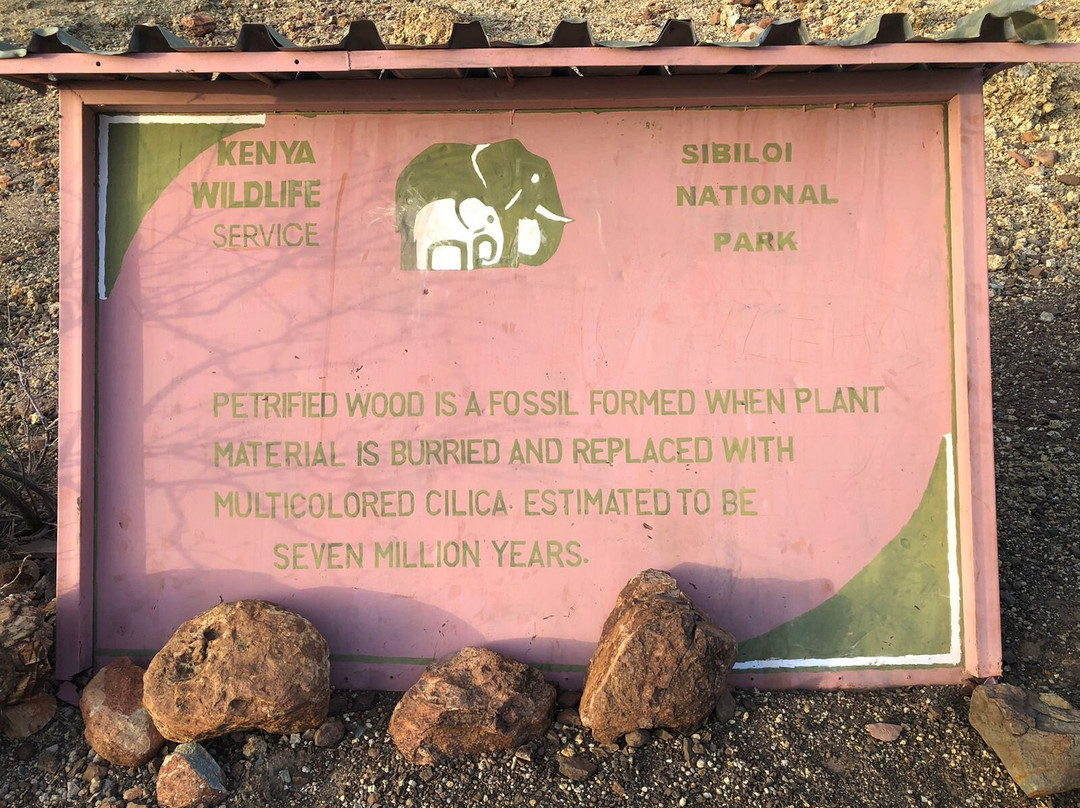 KENYA
WILDLIFE
SERVICE
SIBILOI
NATIONAL
PARK
PETRIFIED WOOD IS A FOSSIL FORMED WHEN PLANT
MATERIAL IS BURRIED AND REPLACED WITH
MULTICOLORED CILICA. ESTIMATED TO BE
SEVEN MILLION YEARS.